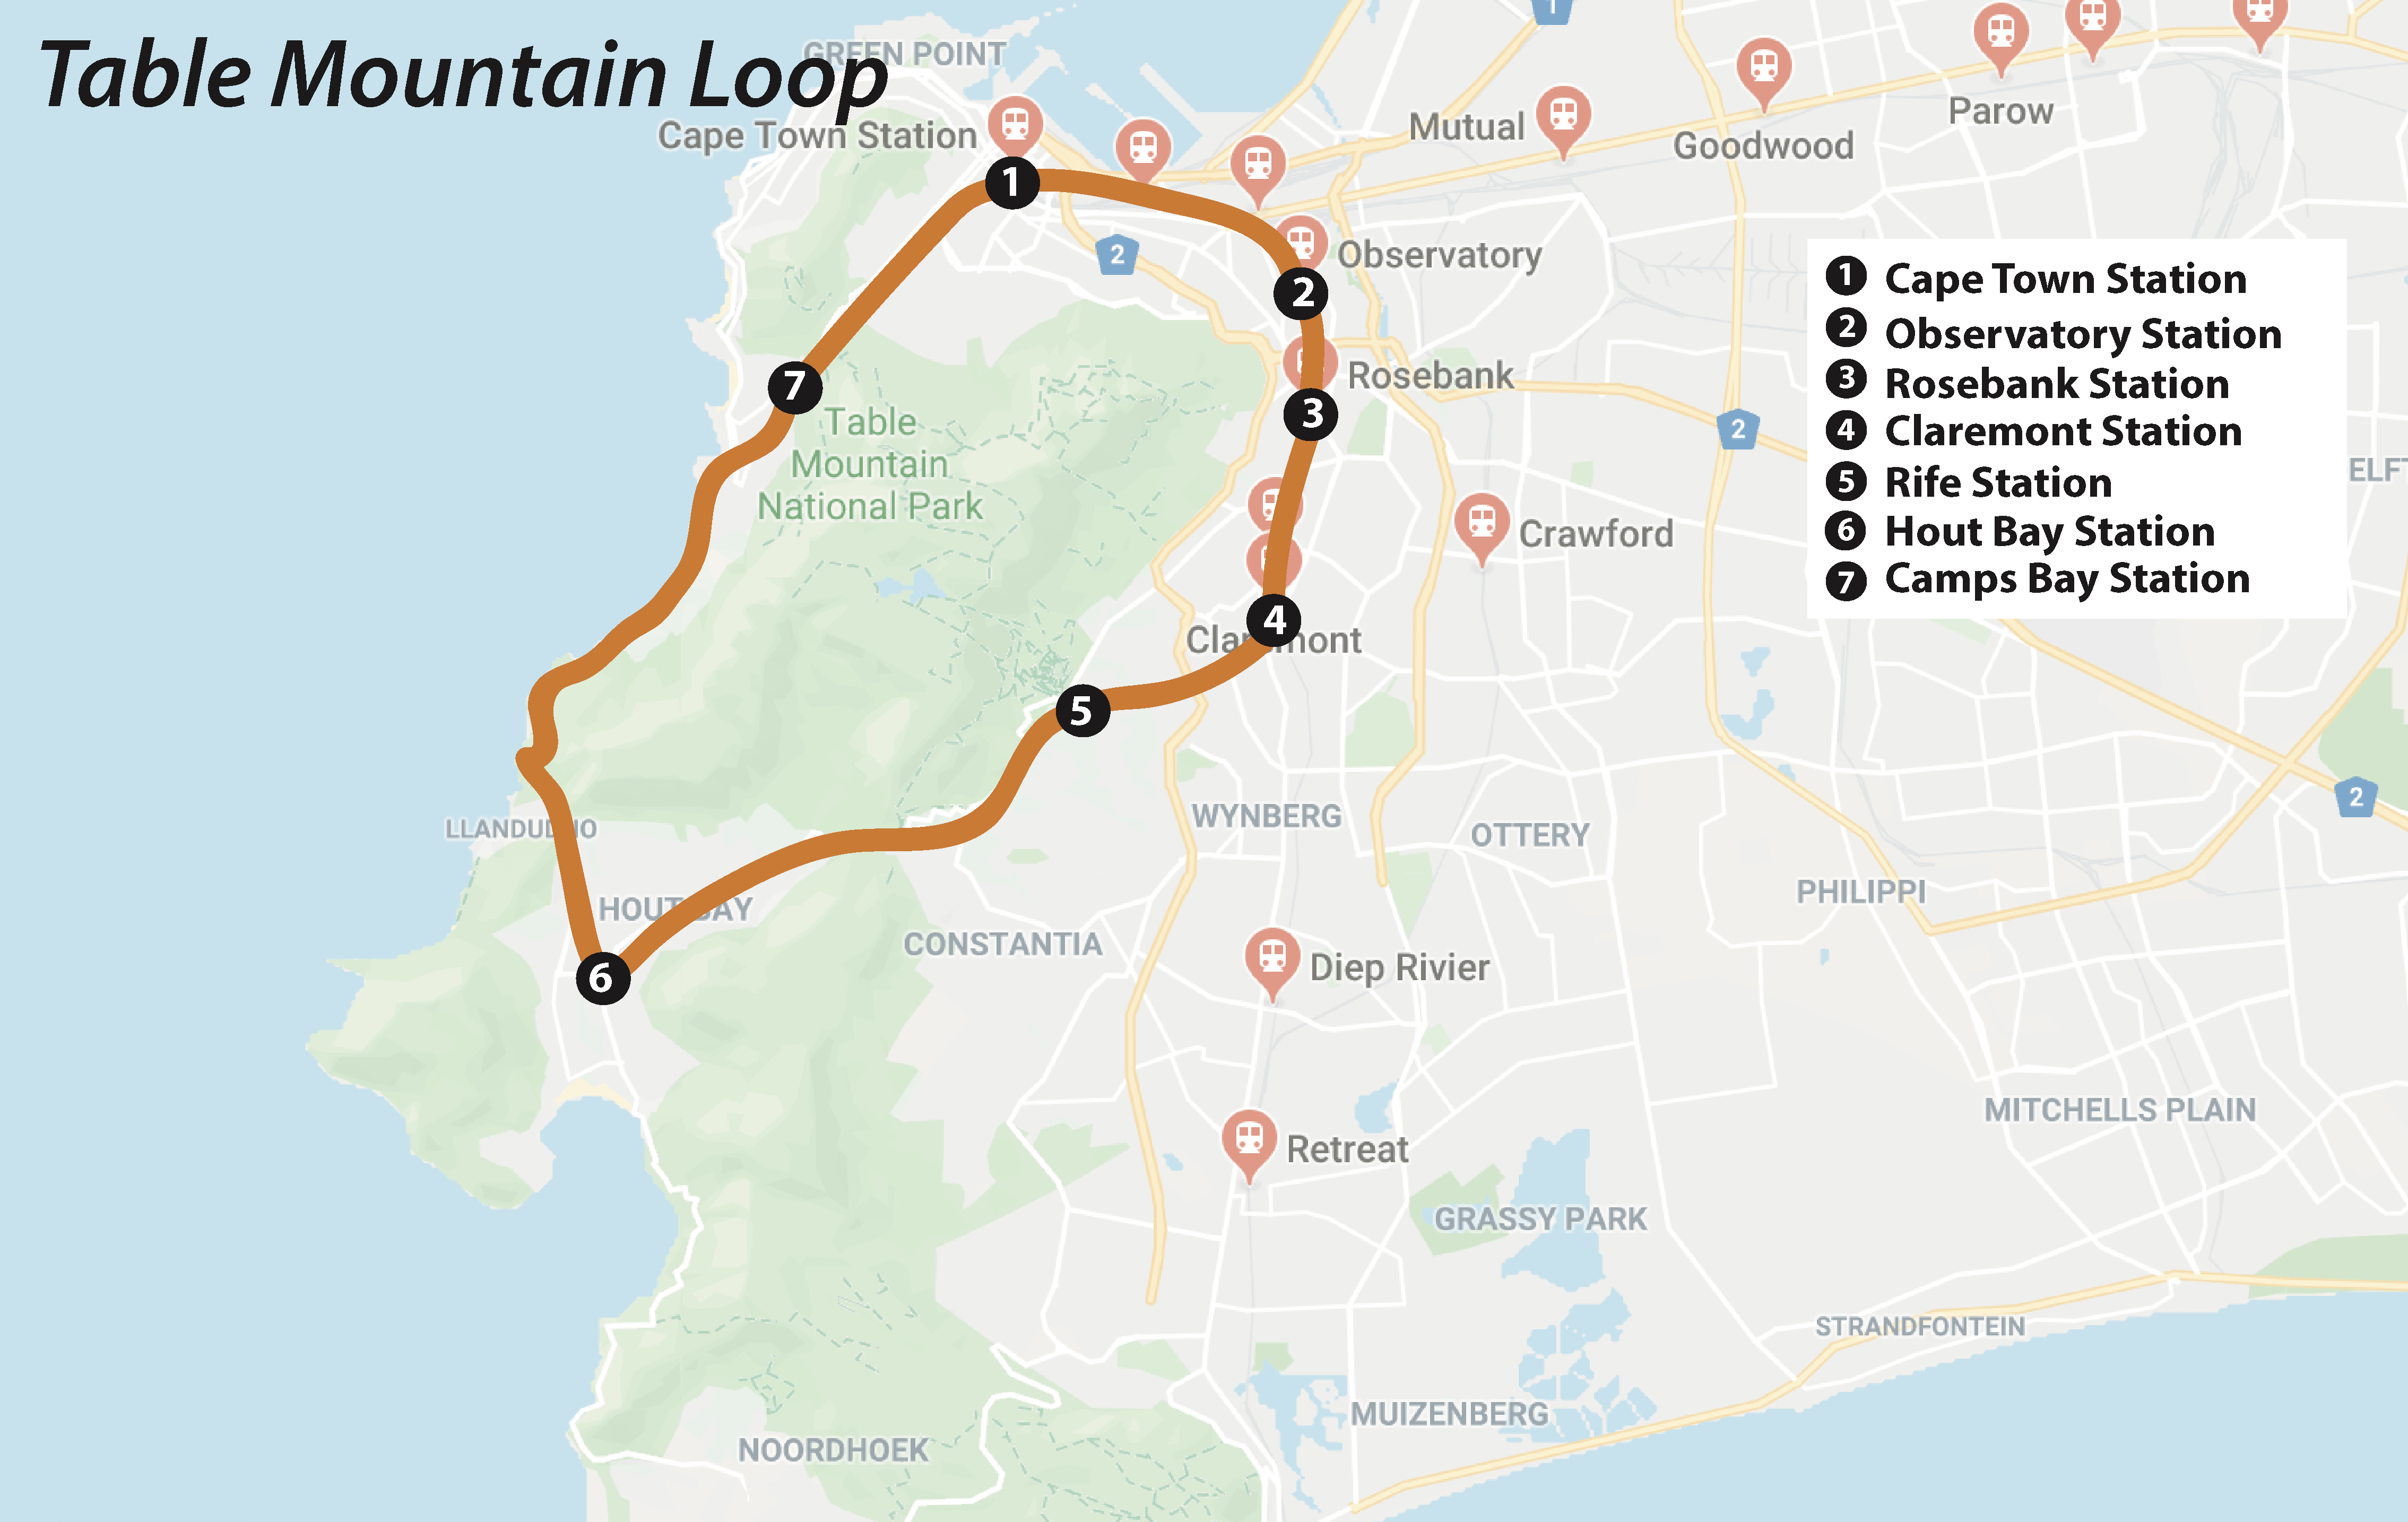 Table Mountain Loop
GREEN POINT
Cape Town Station
1
Mutual
Goodwood
Parow
1
2
Observatory
2
Rosebank
3
7
Table
Mountain
National Park
2
1 Cape Town Station
2 Observatory Station
3 Rosebank Station
4 Claremont Station
5 Rife Station
6 Hout Bay Station
7 Camps Bay Station
ELFT
Crawford
4
5
2
WYNBERG
OTTERY
PHILIPPI
HOUT BAY
CONSTANTIA
6
Diep Rivier
MITCHELLS PLAIN
Retreat
GRASSY PARK
STRANDFONTEIN
MUIZENBERG
NOORDHOEK